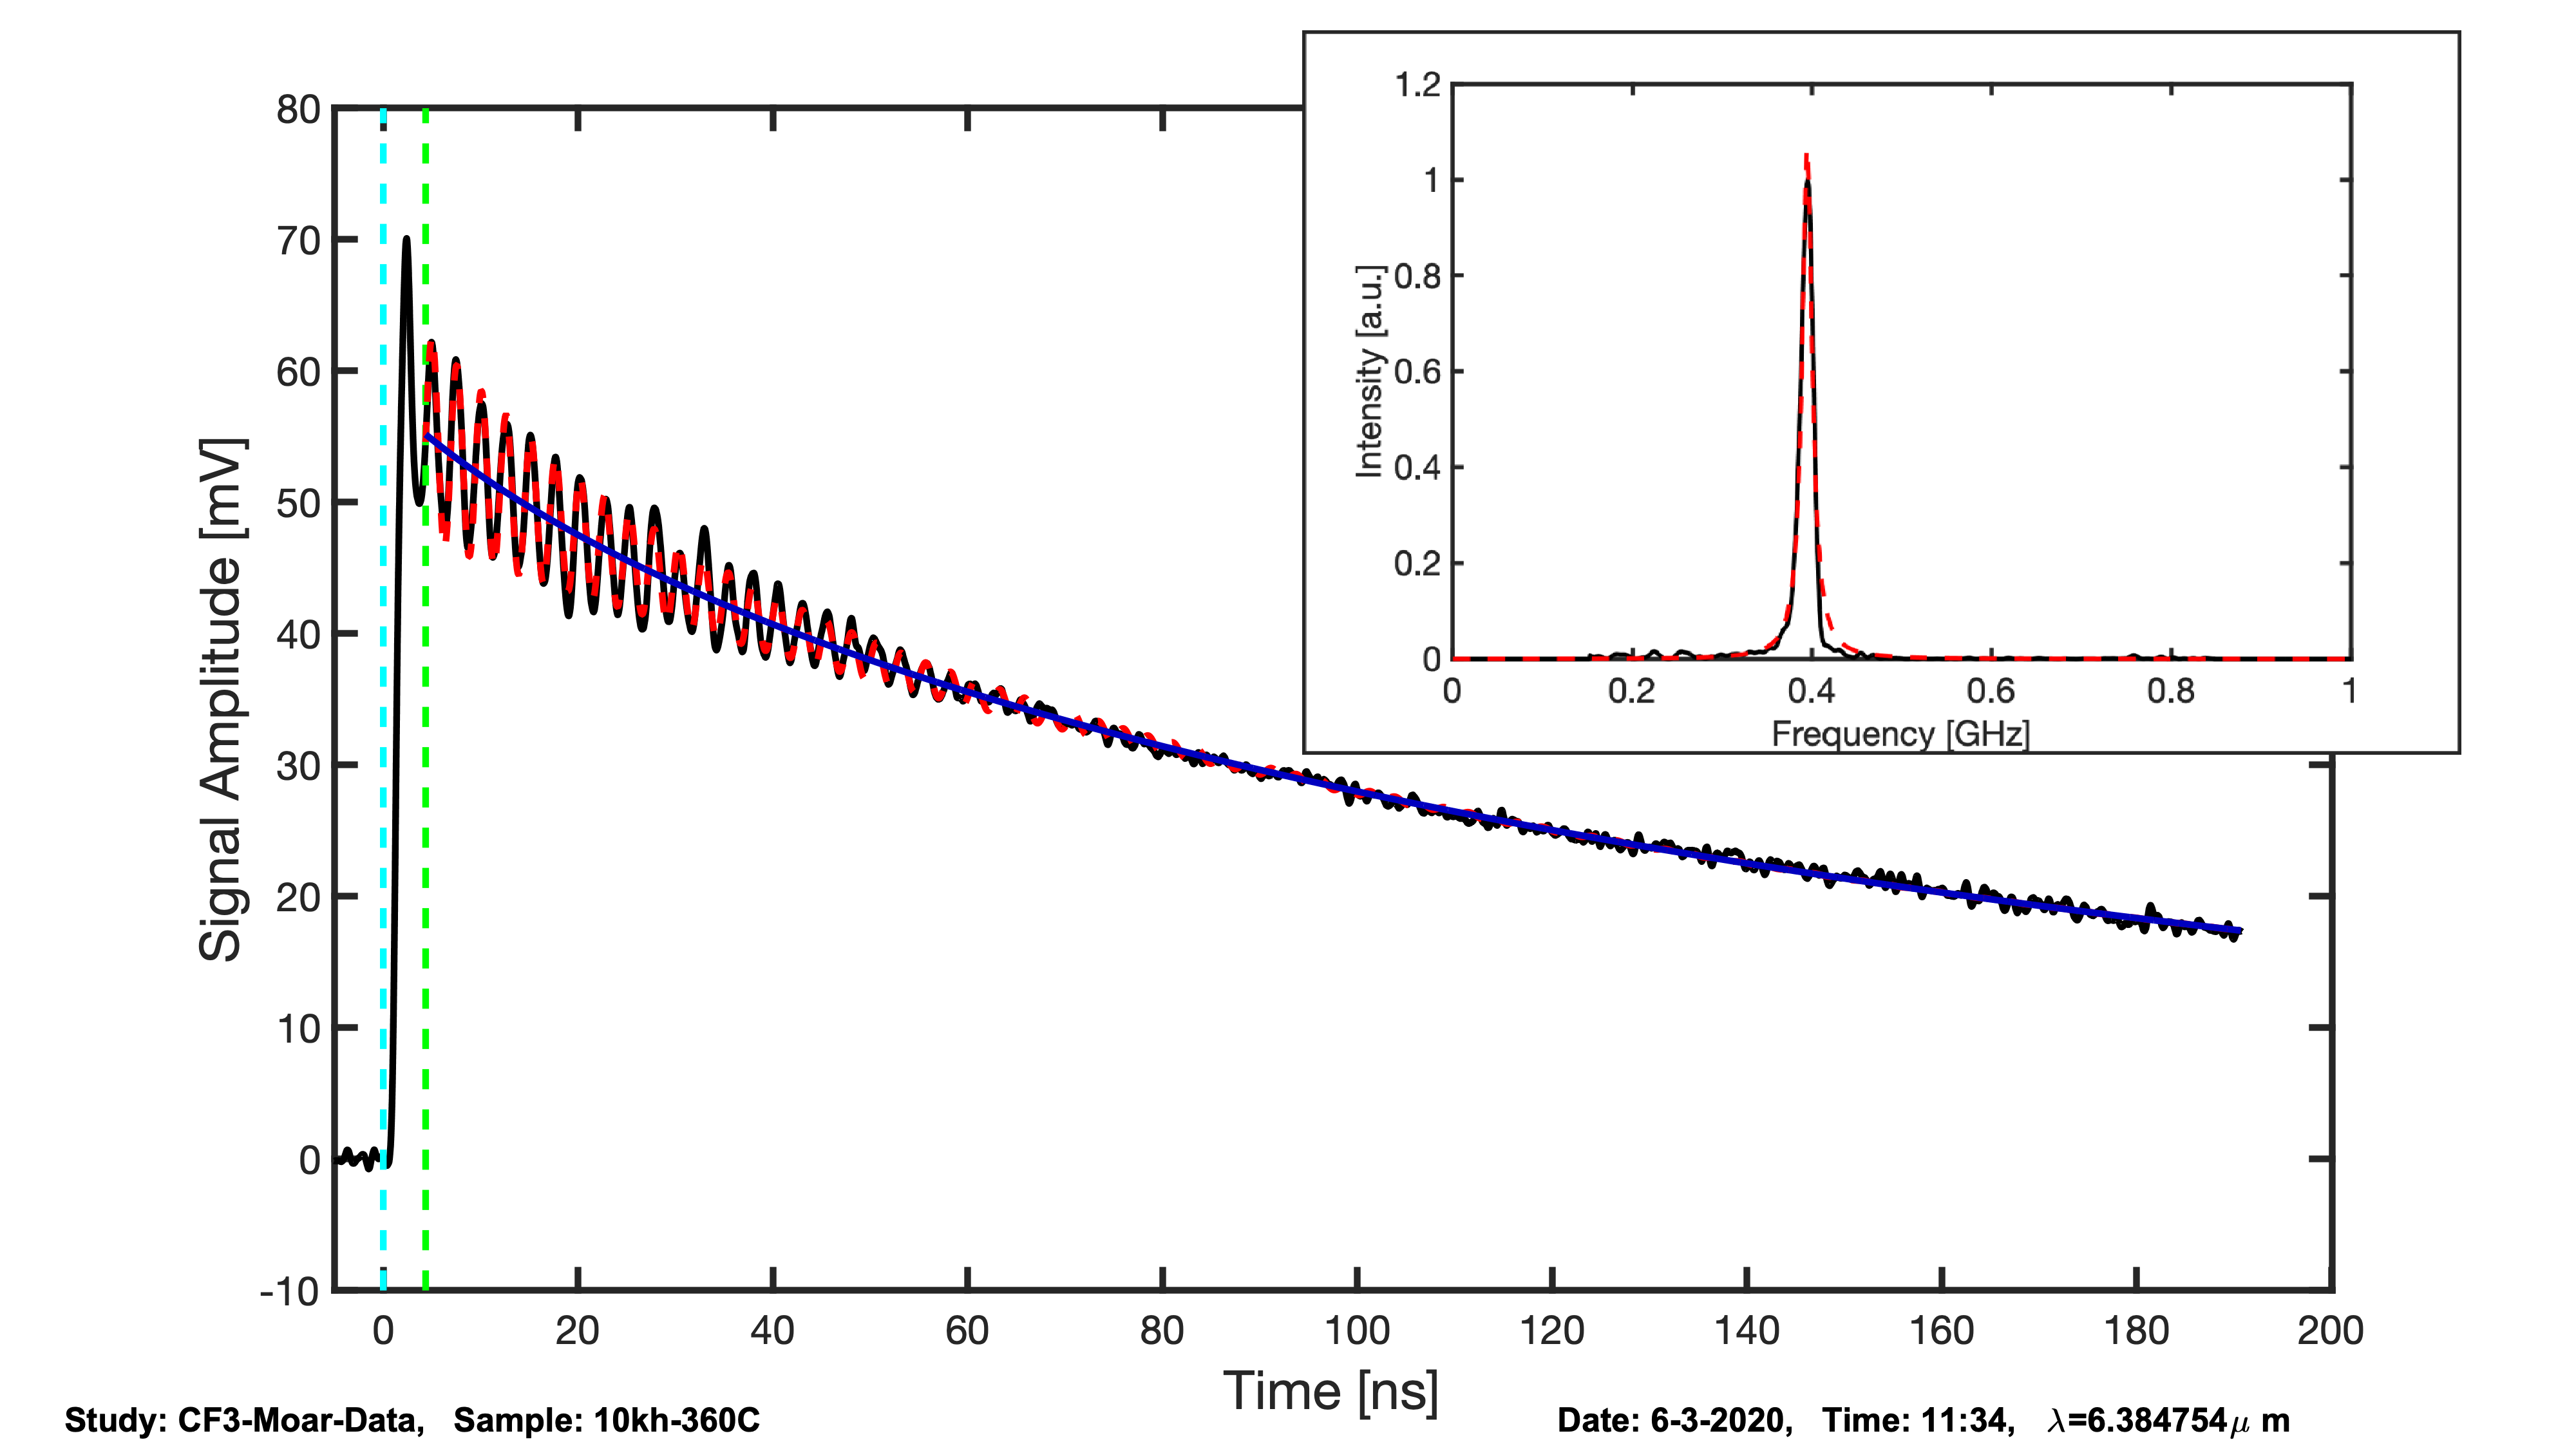 1.2
1
0.8
0.6
0.4
0.2
0
Intensity [a.u.]
0 0.2 0.4 0.6 0.8 1
Frequency [GHz]
80
70
60
50
40
30
20
10
0
-10
Signal Amplitude [mV]
0 20 40 60 80 100 120 140 160 180 200
Time [ns]
Study: CF3-Moar-Data, Sample: 10kh-360C
Date: 6-3-2020, Time: 11:34, λ=6.384754μ m